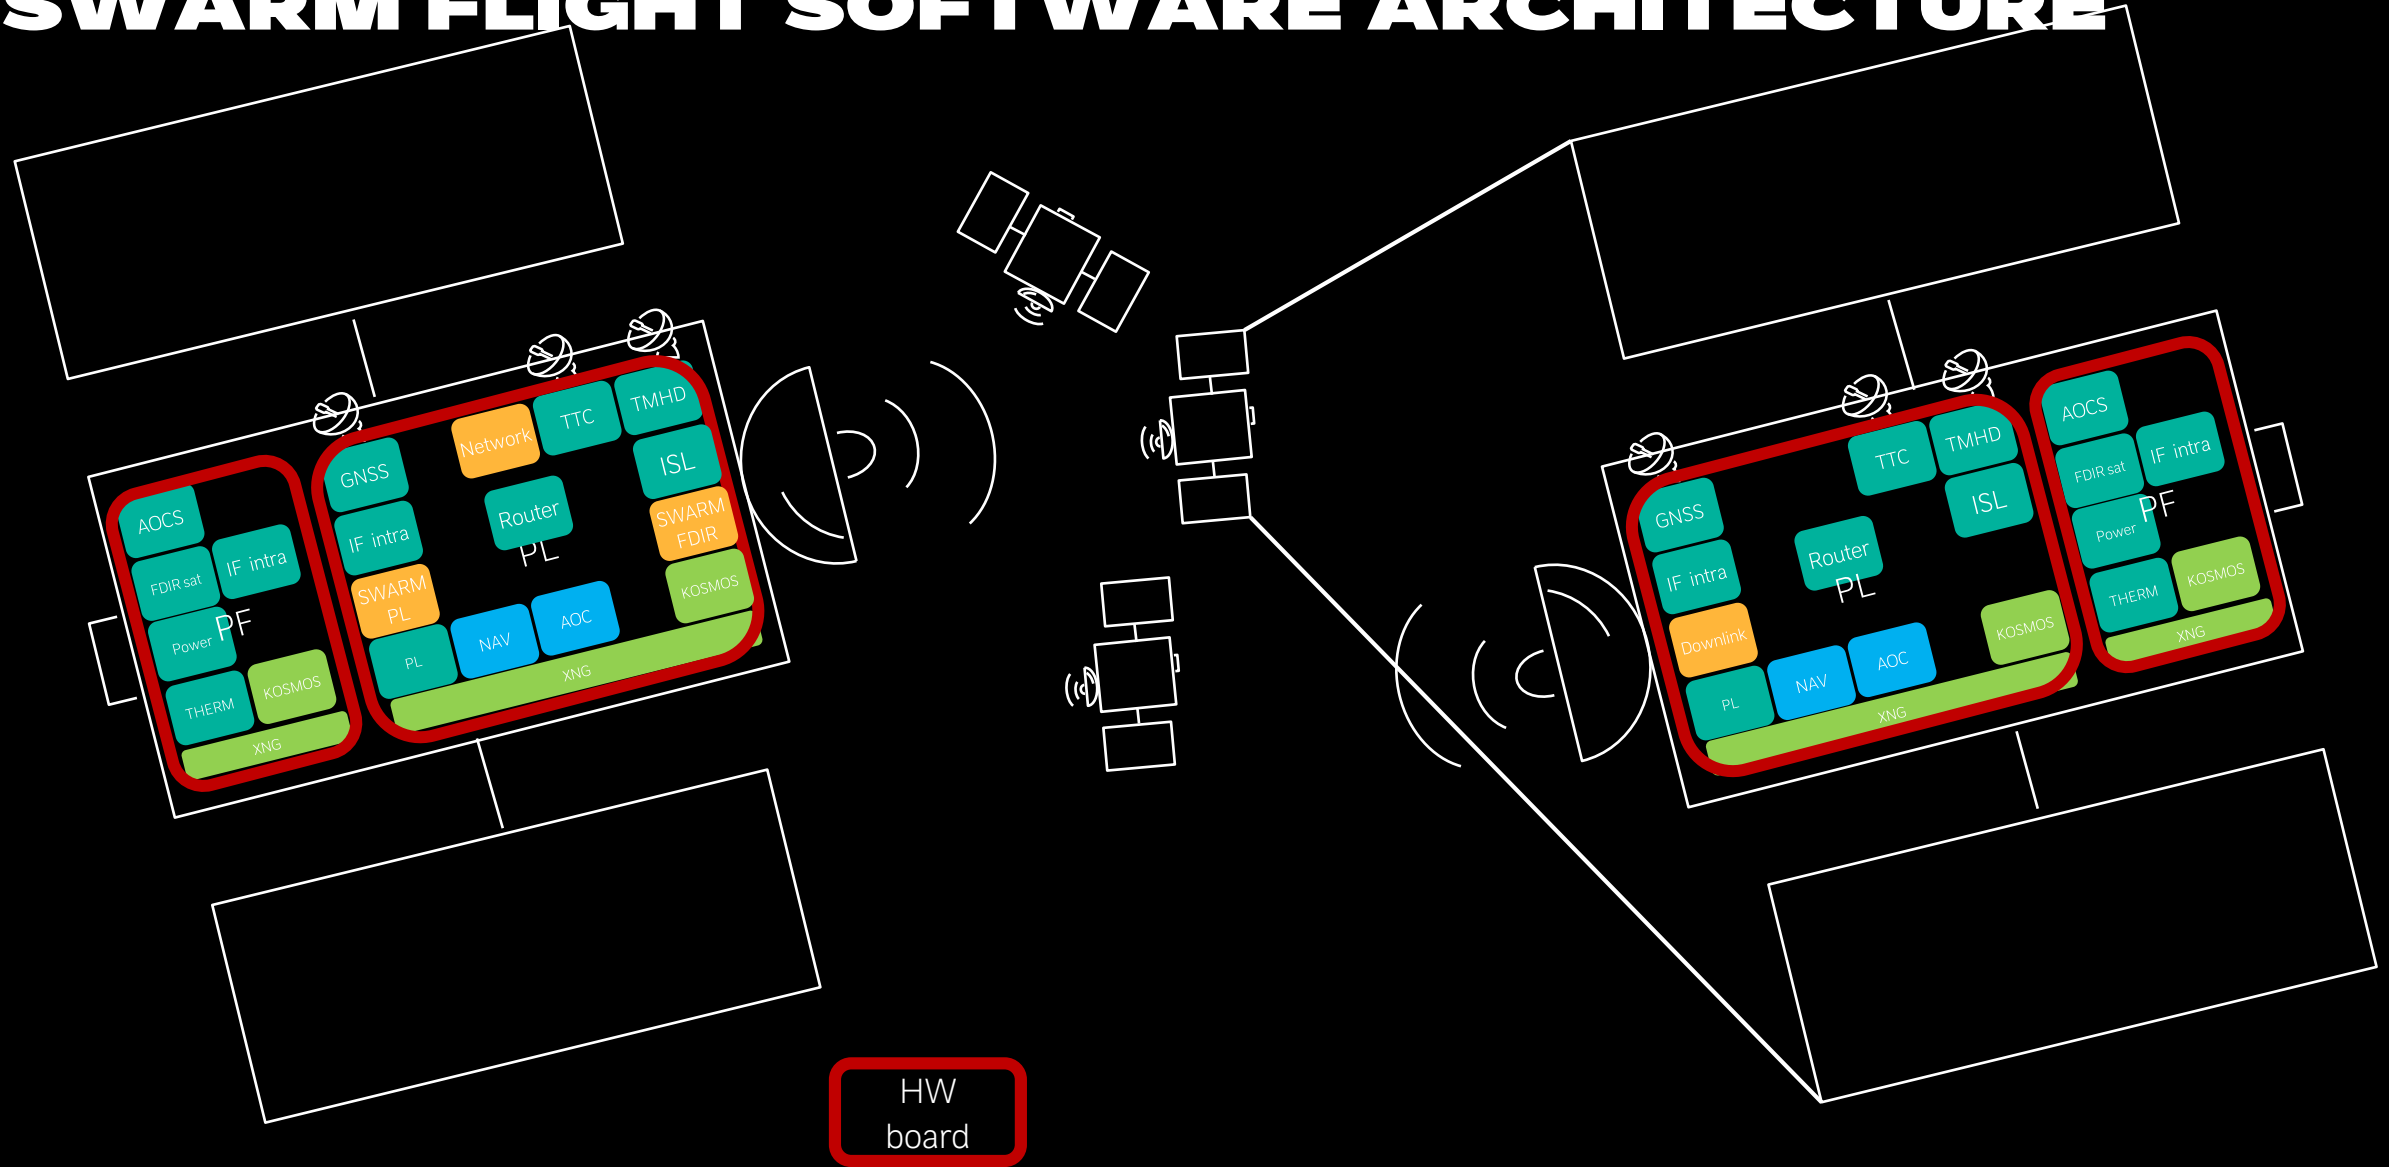 SWARM FLIGHT SOFTWARE ARCHITECTURE
AOCS
FDIR sat
IF intra
Power
PF
THERM
KOSMOS
XNG
GNSS
Network
TTC
TMHD
IF intra
Router
ISL
PL
SWARM
FDIR
SWARM
PL
KOSMOS
PL
NAV
AOC
XNG
GNSS
TTC
TMHD
IF intra
Router
ISL
PL
Downlink
KOSMOS
PL
NAV
AOC
XNG
AOCS
FDIR sat
IF intra
Power
PF
THERM
KOSMOS
XNG
HW
board